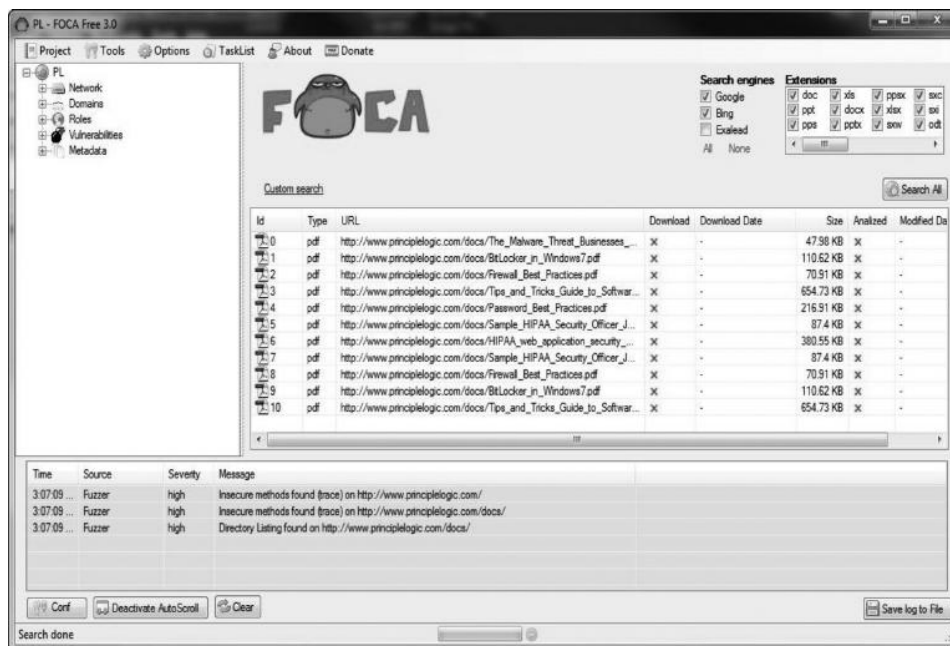 PL - FOCA Free 3.0
Project Tools Options TaskList About Donate
PL
Network
Domains
Roles
Vulnerabilities
Metadata
FOCA
Search engines
Google
Bing
Exalead
All None
Extensions
doc xls ppsx sxc
ppt docx xlsx sxi
pps pptx sxw odt
Custom search
Search All
Id Type URL Download Download Date Size Analized Modified Da
0 pdf http://www.principlelogic.com/docs/The_Malware_Threat_Businesses_... x - 47.98 KB x -
1 pdf http://www.principlelogic.com/docs/BitLocker_in_Windows7.pdf x - 110.62 KB x -
2 pdf http://www.principlelogic.com/docs/Firewall_Best_Practices.pdf x - 70.91 KB x -
3 pdf http://www.principlelogic.com/docs/Tips_and_Tricks_Guide_to_Softwar... x - 654.73 KB x -
4 pdf http://www.principlelogic.com/docs/Password_Best_Practices.pdf x - 216.91 KB x -
5 pdf http://www.principlelogic.com/docs/Sample_HIPAA_Security_Officer_J... x - 87.4 KB x -
6 pdf http://www.principlelogic.com/docs/HIPAA_web_application_security_... x - 380.55 KB x -
7 pdf http://www.principlelogic.com/docs/Sample_HIPAA_Security_Officer_J... x - 87.4 KB x -
8 pdf http://www.principlelogic.com/docs/Firewall_Best_Practices.pdf x - 70.91 KB x -
9 pdf http://www.principlelogic.com/docs/BitLocker_in_Windows7.pdf x - 110.62 KB x -
10 pdf http://www.principlelogic.com/docs/Tips_and_Tricks_Guide_to_Softwar... x - 654.73 KB x -
Time Source Severity Message
3:07:09 ... Fuzzer high Insecure methods found (trace) on http://www.principlelogic.com/
3:07:09 ... Fuzzer high Insecure methods found (trace) on http://www.principlelogic.com/docs/
3:07:09 ... Fuzzer high Directory Listing found on http://www.principlelogic.com/docs/
Conf Deactivate AutoScroll Clear Save log to File
Search done